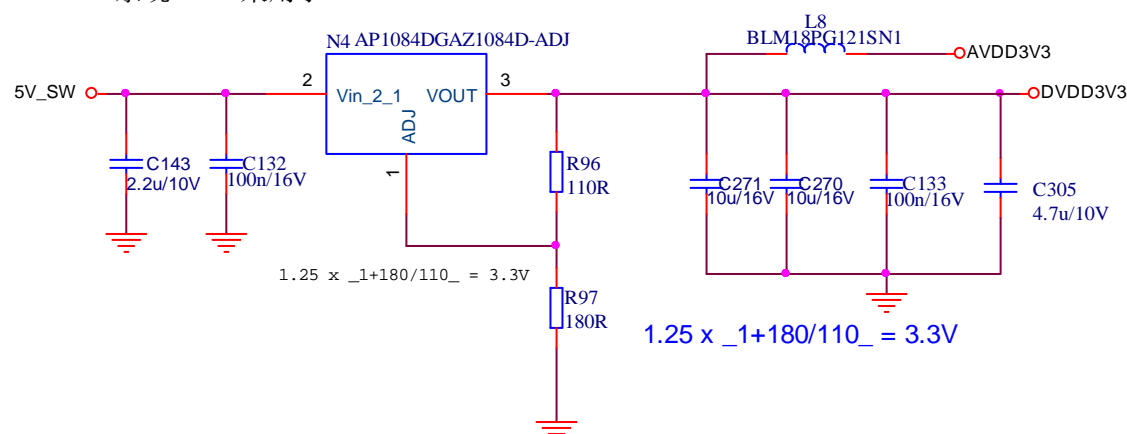 L8
BLM18PG121SN1
AVDD3V3
N4 AP1084DGAZ1084D-ADJ
5V_SW
2
Vin_2_1
VOUT
3
DVDD3V3
ADJ
1
C143
2.2u/10V
C132
100n/16V
R96
110R
C271
10u/16V
C270
10u/16V
C133
100n/16V
C305
4.7u/10V
1.25 x _1+180/110_ = 3.3V
R97
180R
1.25 x _1+180/110_ = 3.3V